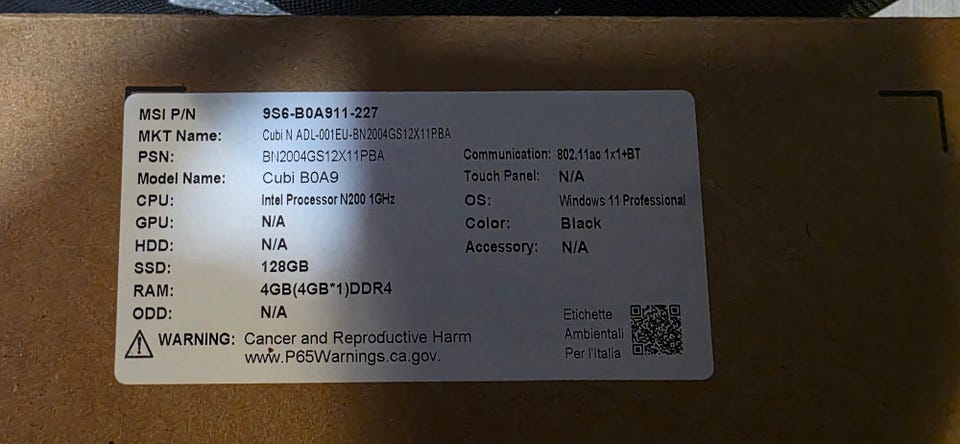 MSI P/N 9S6-B0A911-227
MKT Name: Cubi N ADL-001EU-BN2004GS12X11PBA
PSN: BN2004GS12X11PBA Communication: 802.11ac 1x1+BT
Model Name: Cubi B0A9 Touch Panel: N/A
CPU: Intel Processor N200 1GHz OS: Windows 11 Professional
GPU: N/A Color: Black
HDD: N/A Accessory: N/A
SSD: 128GB
RAM: 4GB(4GB*1)DDR4
ODD: N/A
WARNING: Cancer and Reproductive Harm
www.P65Warnings.ca.gov.
Etichette
Ambientali
Per l'Italia